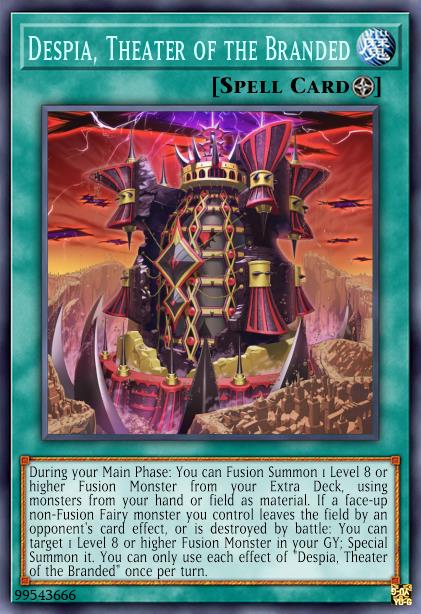 DESPIA, THEATER OF THE BRANDED
魔
[SPELL CARD]
During your Main Phase: You can Fusion Summon 1 Level 8 or
higher Fusion Monster from your Extra Deck, using
monsters from your hand or field as material. If a face-up
non-Fusion Fairy monster you control leaves the field by an
opponent's card effect, or is destroyed by battle: You can
target 1 Level 8 or higher Fusion Monster in your GY; Special
Summon it. You can only use each effect of "Despia, Theater
of the Branded" once per turn.
99543666